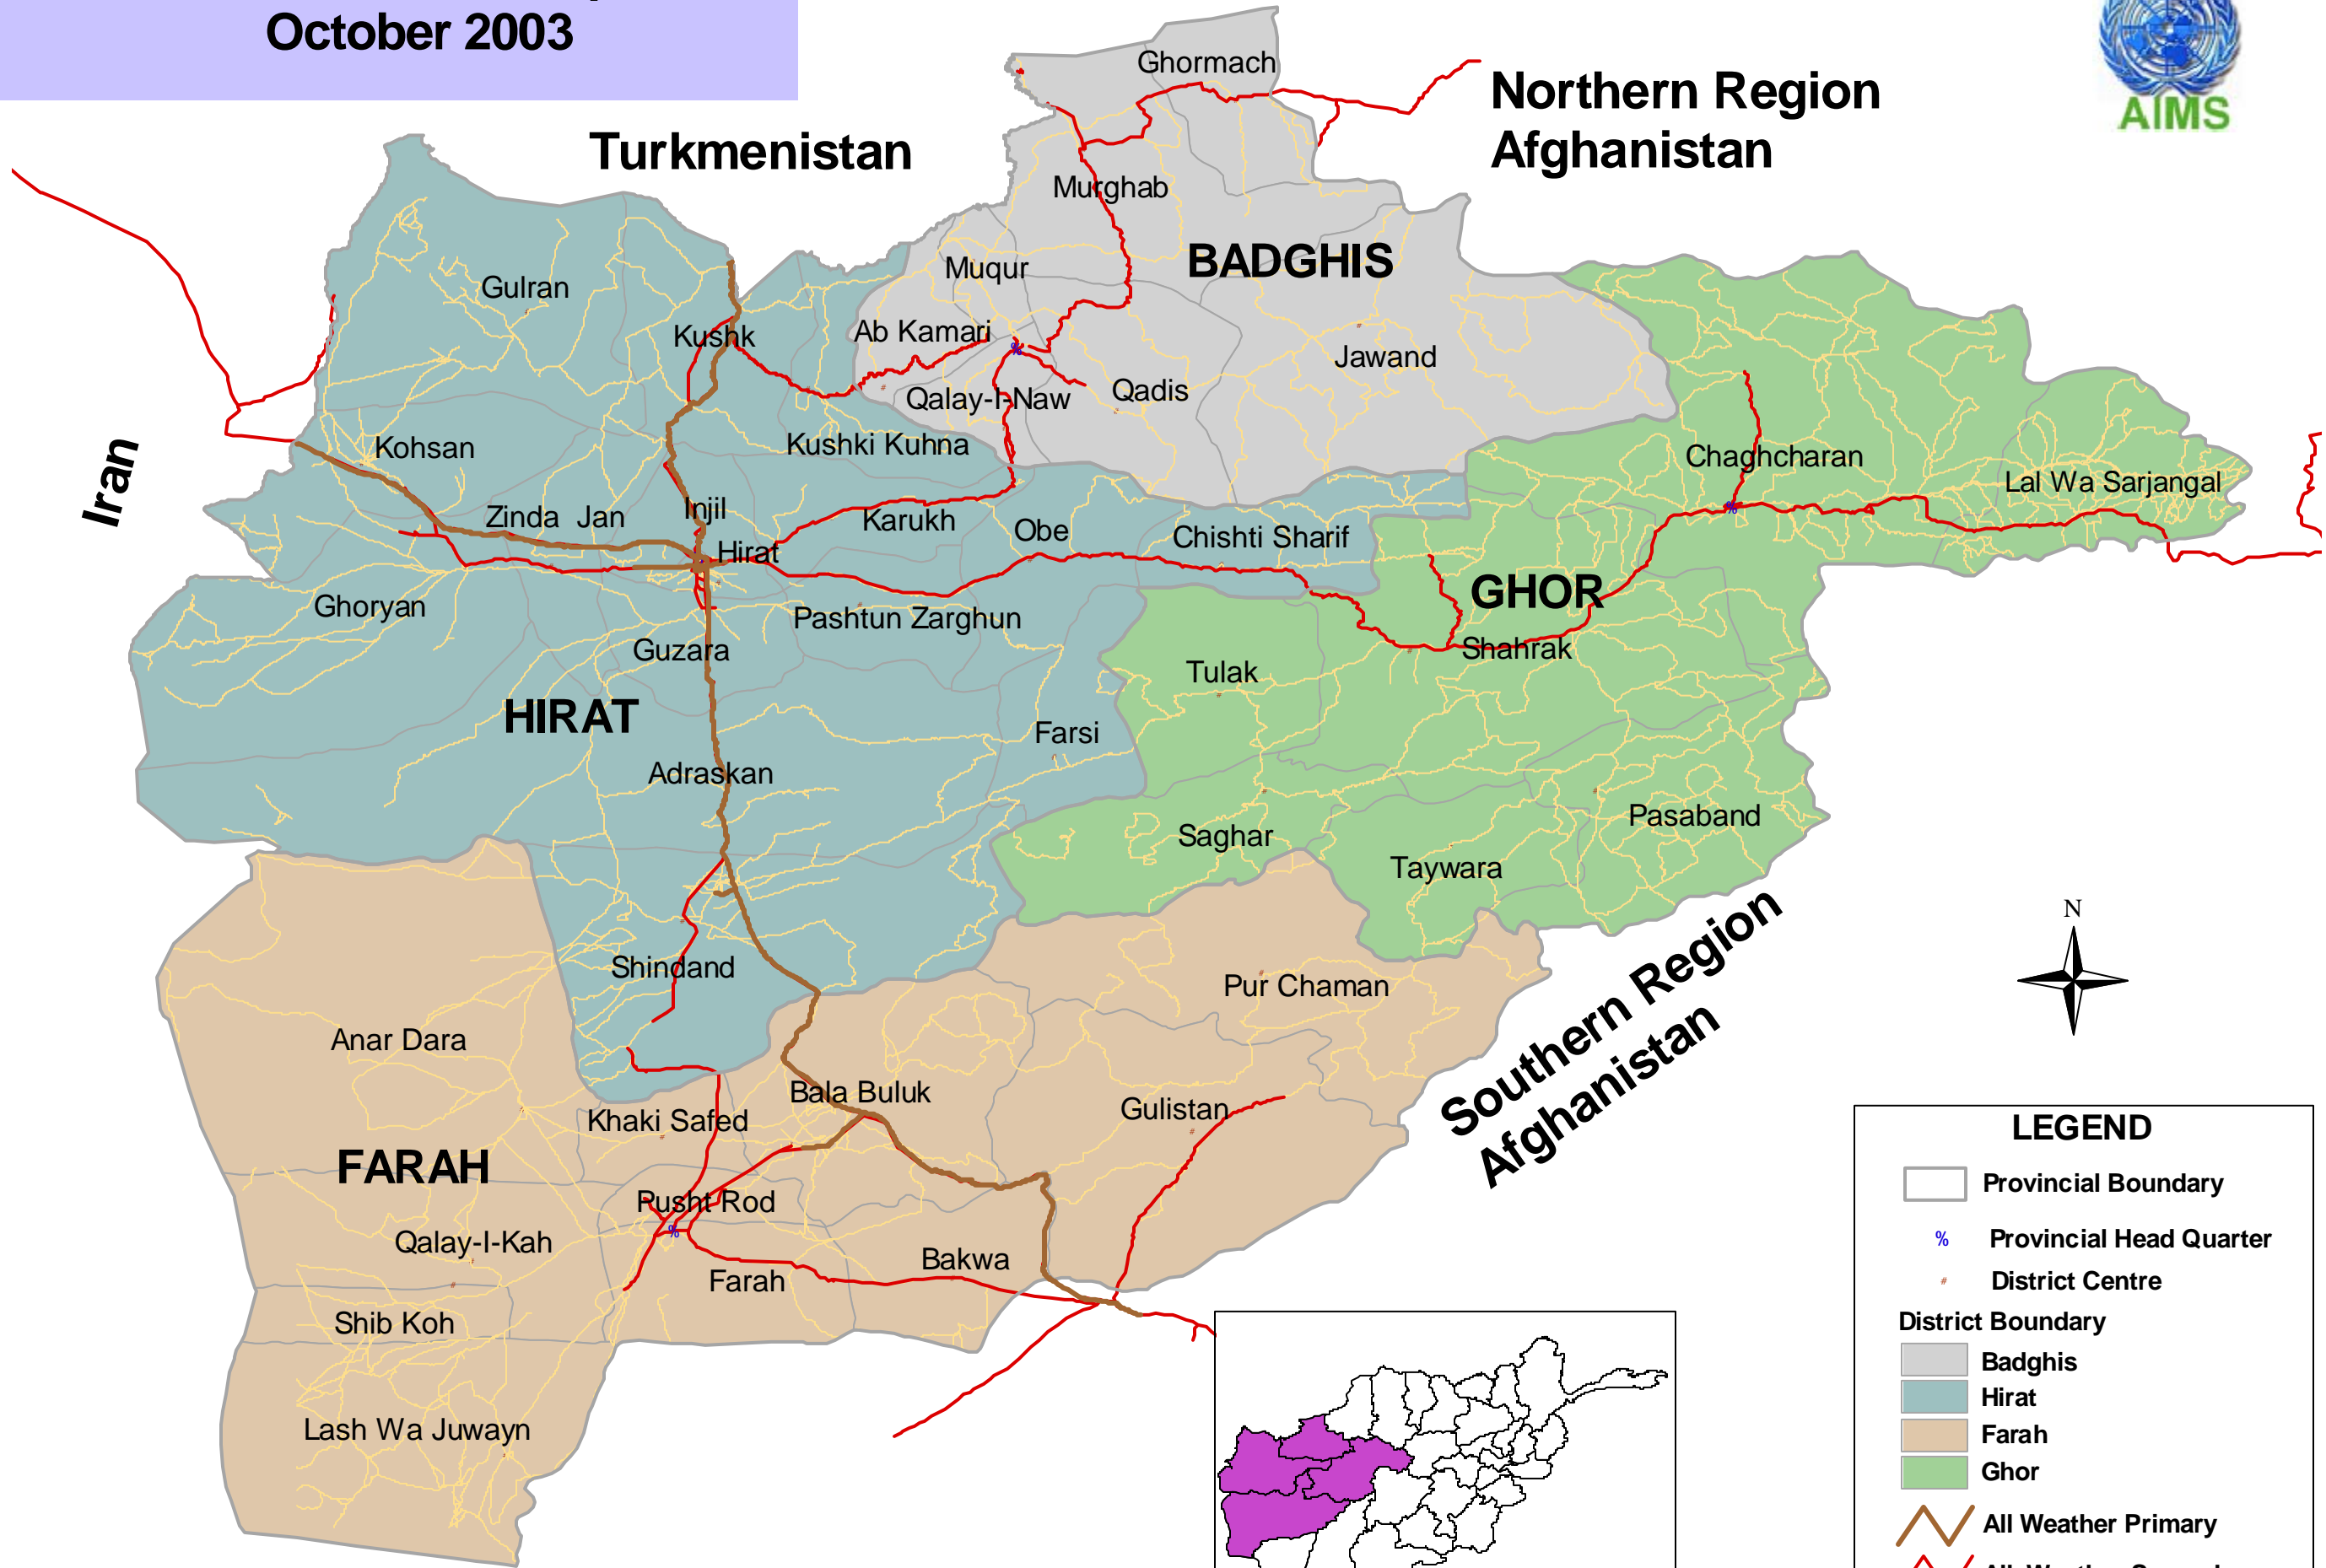 October 2003
AIMS
Ghormach
Northern Region
Afghanistan
Turkmenistan
Murghab
BADGHIS
Muqur
Gulran
Kushk
Ab Kamari
Jawand
Qadis
Qalay-I-Naw
Iran
Kohsan
Kushki Kuhna
Chaghcharan
Lal Wa Sarjangal
Zinda Jan
Injil
Karukh
Obe
Chishti Sharif
Hirat
GHOR
Ghoryan
Pashtun Zarghun
Guzara
Shahrak
Tulak
HIRAT
Farsi
Adraskan
Pasaband
Saghar
Taywara
N
Shindand
Pur Chaman
Southern Region
Afghanistan
Anar Dara
Bala Buluk
Gulistan
Khaki Safed
FARAH
Pusht Rod
Qalay-I-Kah
Bakwa
Farah
Shib Koh
Lash Wa Juwayn
LEGEND
Provincial Boundary
% Provincial Head Quarter
# District Centre
District Boundary
Badghis
Hirat
Farah
Ghor
All Weather Primary